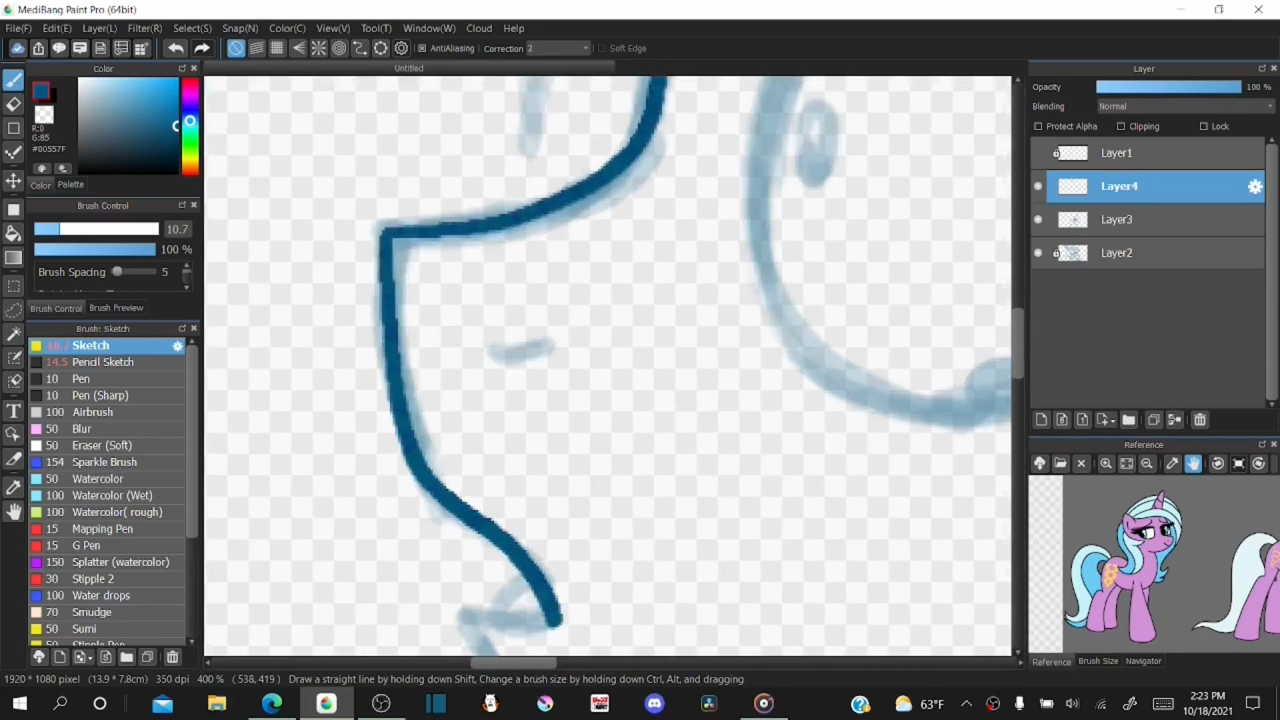 MediBang Paint Pro (64bit)
File(F) Edit(E) Layer(L) Filter(R) Select(S) Snap(N) Color(C) View(V) Tool(T) Window(W) Cloud Help
AntiAliasing Correction 2 Soft Edge
Color
Untitled
Layer
Opacity 100 %
Blending Normal
Protect Alpha Clipping Lock
R:0
G:85
#00557F
Color Palette
Brush Control
10.7
100 %
Brush Spacing 5
Brush Control Brush Preview
Brush: Sketch
10.7 Sketch
14.5 Pencil Sketch
10 Pen
10 Pen (Sharp)
100 Airbrush
50 Blur
50 Eraser (Soft)
154 Sparkle Brush
50 Watercolor
100 Watercolor (Wet)
100 Watercolor( rough)
15 Mapping Pen
15 G Pen
150 Splatter (watercolor)
30 Stipple 2
100 Water drops
70 Smudge
50 Sumi
50 Stipple Pen
Layer1
Layer4
Layer3
Layer2
Reference
Reference Brush Size Navigator
1920 * 1080 pixel (13.9 * 7.8cm) 350 dpi 400 % ( 538, 419 ) Draw a straight line by holding down Shift, Change a brush size by holding down Ctrl, Alt, and dragging
63°F
2:23 PM
10/18/2021